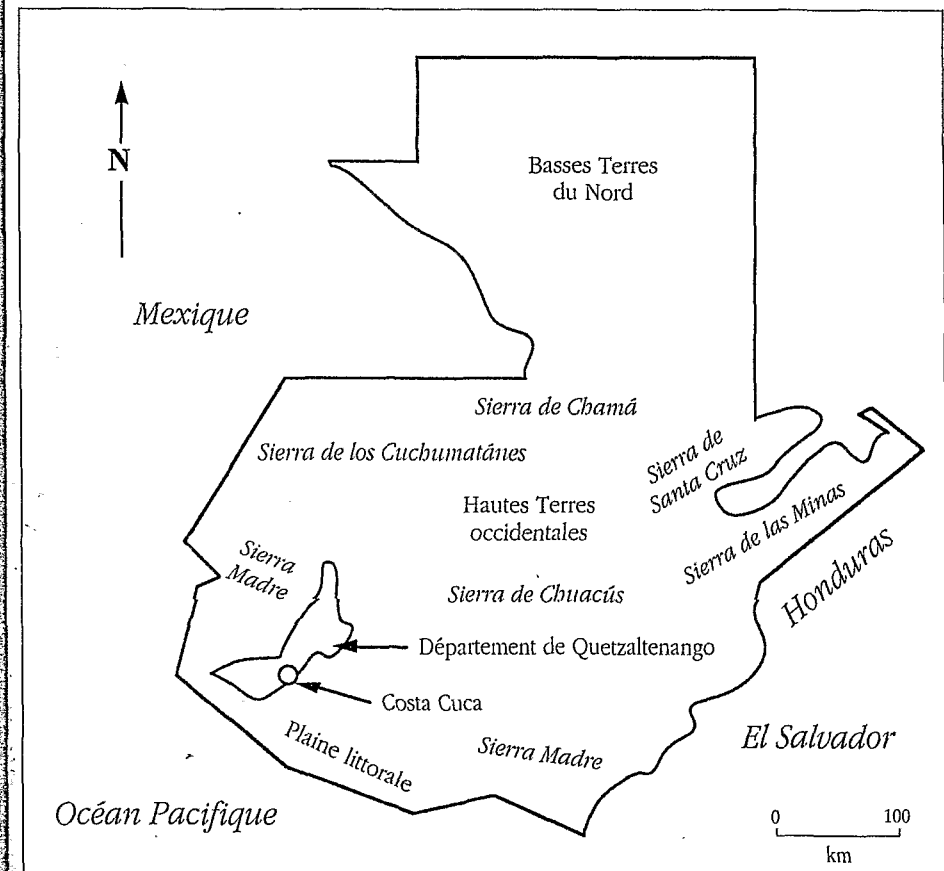 N
Basses Terres
du Nord
Mexique
Sierra de Chamá
Sierra de los Cuchumatánes
Sierra de
Santa Cruz
Hautes Terres
occidentales
Sierra de las Minas
Sierra
Madre
Sierra de Chuacús
Honduras
Département de Quetzaltenango
Costa Cuca
Plaine littorale
Sierra Madre
El Salvador
Océan Pacifique
0 100
km